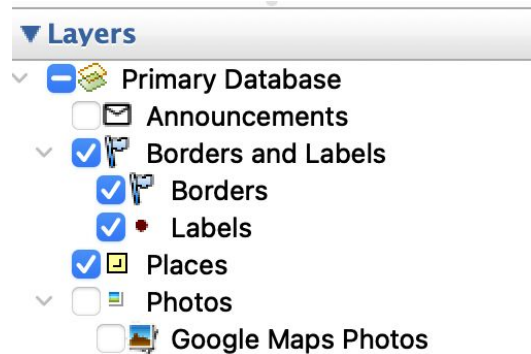 Layers
Primary Database
Announcements
Borders and Labels
Borders
Labels
Places
Photos
Google Maps Photos